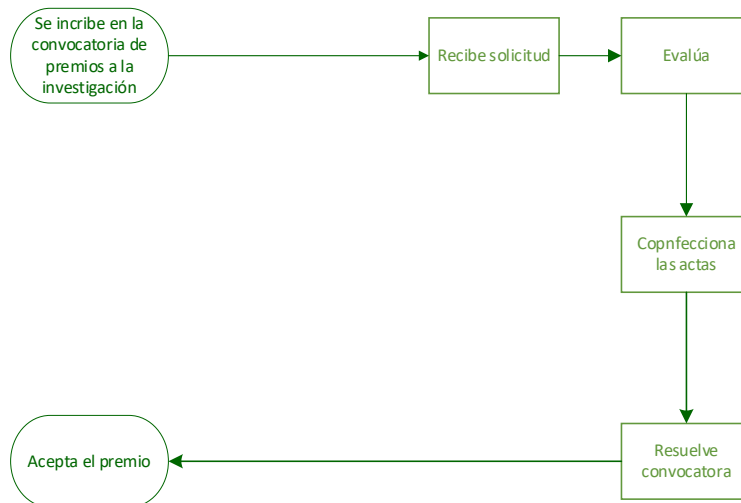 Se incribe en la
convocatoria de
premios a la
investigación
Recibe solicitud
Evalúa
Copnfecciona
las actas
Acepta el premio
Resuelve
convocatora